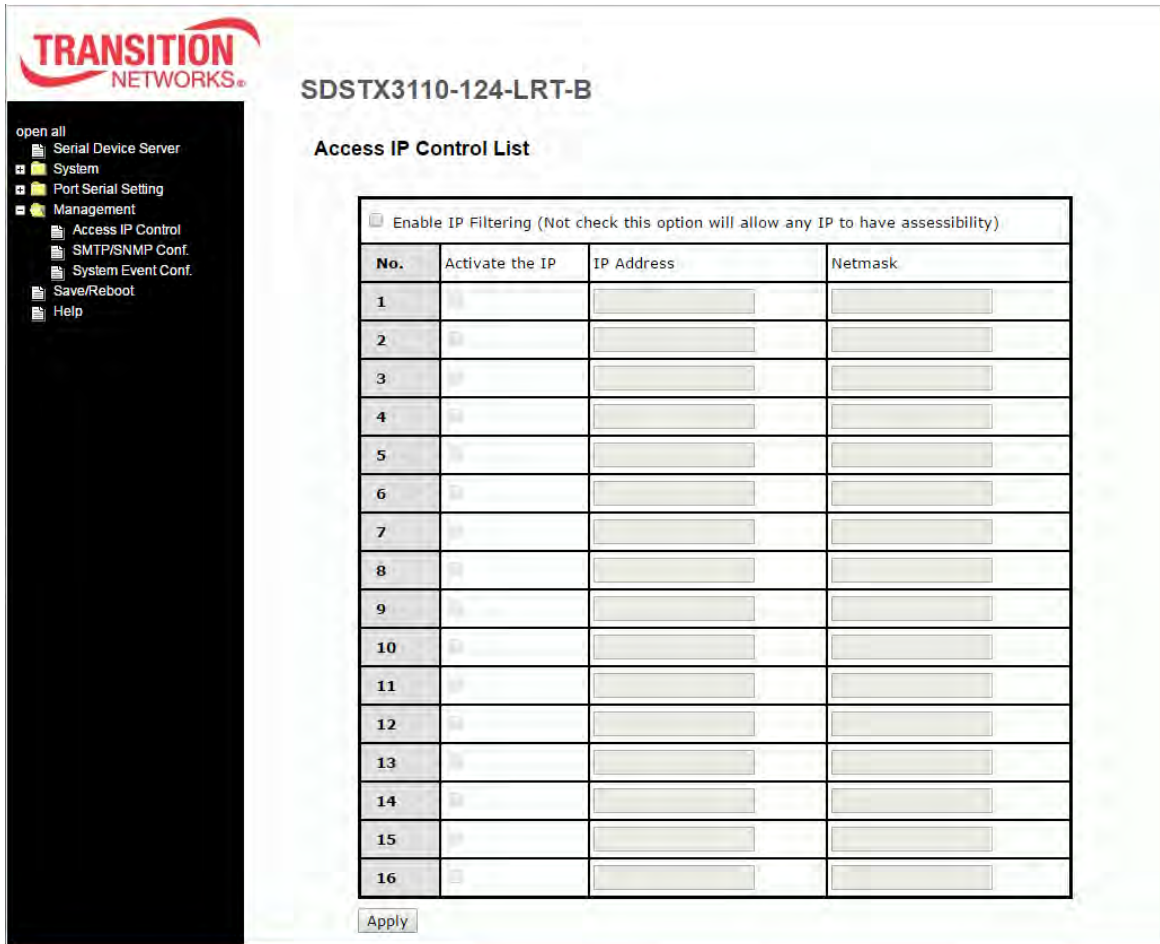 TRANSITION
NETWORKS®
SDSTX3110-124-LRT-B
open all
Serial Device Server
System
Port Serial Setting
Management
Access IP Control
SMTP/SNMP Conf.
System Event Conf.
Save/Reboot
Help
Access IP Control List
Enable IP Filtering (Not check this option will allow any IP to have assessibility)
No. Activate the IP IP Address Netmask
1
2
3
4
5
6
7
8
9
10
11
12
13
14
15
16
Apply